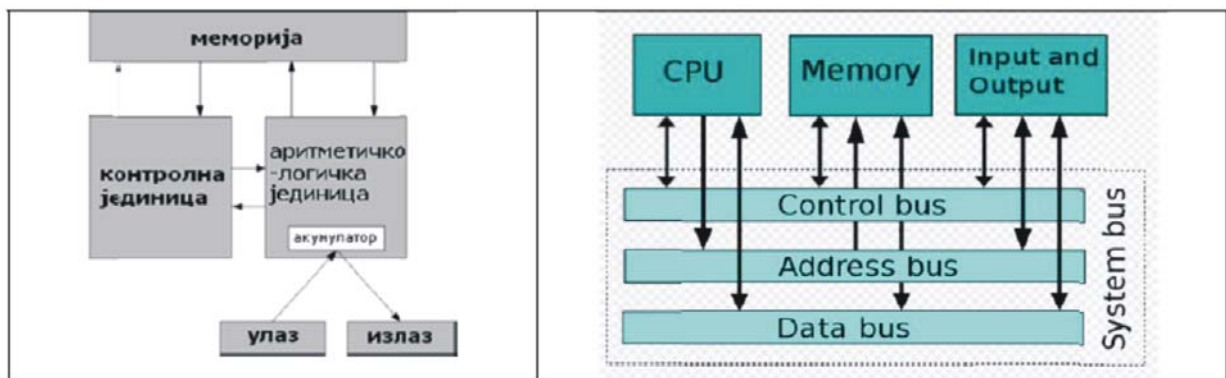 меморија
контролна
јединица
аритметичко
-логичка
јединица
акумулатор
улаз
излаз
CPU
Memory
Input and
Output
Control bus
Address bus
Data bus
System bus